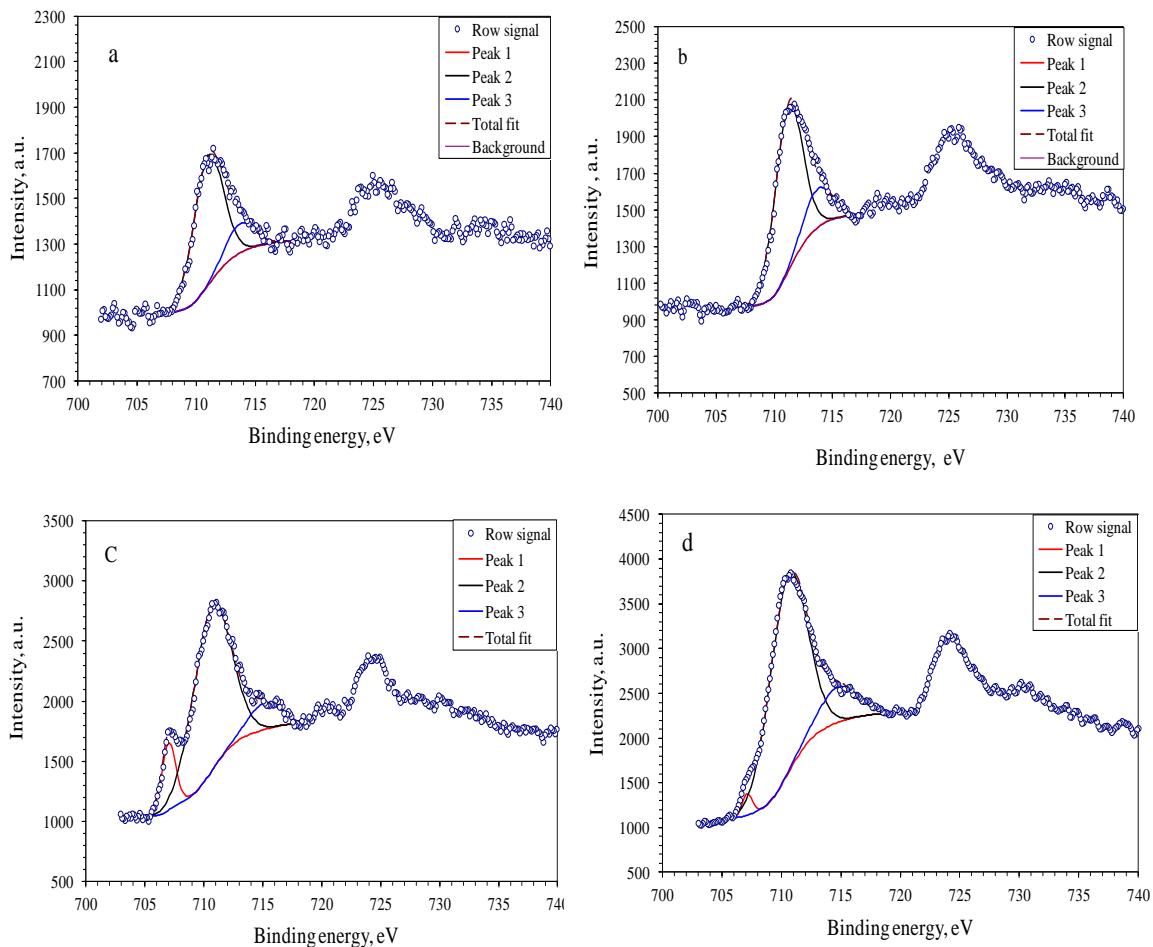 a
Row signal
Peak 1
Peak 2
Peak 3
Total fit
Background
2300
2100
1900
1700
1500
1300
1100
900
700
700 705 710 715 720 725 730 735 740
Intensity, a.u.
Binding energy, eV
b
Row signal
Peak 1
Peak 2
Peak 3
Total fit
Background
2500
2300
2100
1900
1700
1500
1300
1100
900
700
500
700 705 710 715 720 725 730 735 740
Intensity , a.u.
Binding energy, eV
C
Row signal
Peak 1
Peak 2
Peak 3
Total fit
3500
3000
2500
2000
1500
1000
500
700 705 710 715 720 725 730 735 740
Intensity, a.u.
Binding energy, eV
d
Row signal
Peak 1
Peak 2
Peak 3
Total fit
4500
4000
3500
3000
2500
2000
1500
1000
500
700 705 710 715 720 725 730 735 740
Intensity, a.u.
Binding energy, eV